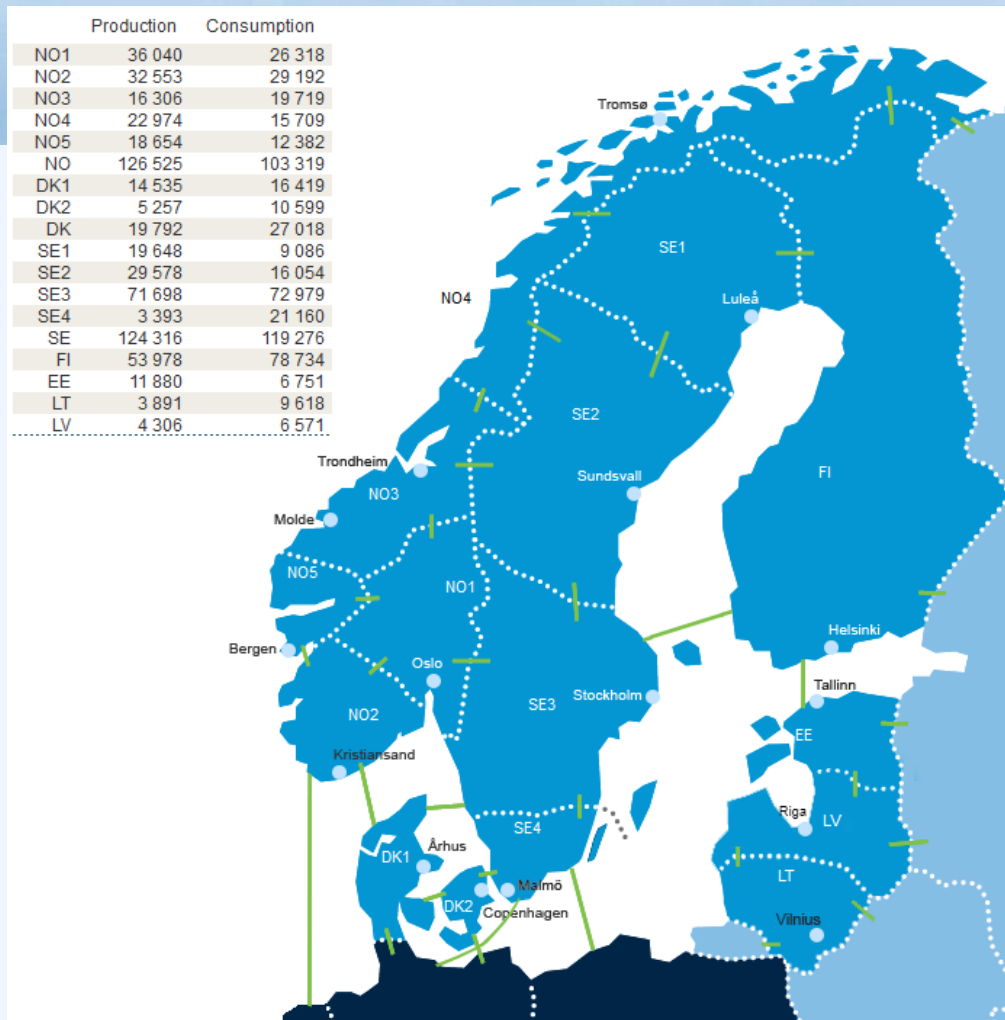 Production Consumption
NO1 36 040 26 318
NO2 32 553 29 192
NO3 16 306 19 719
NO4 22 974 15 709
NO5 18 654 12 382
NO 126 525 103 319
DK1 14 535 16 419
DK2 5 257 10 599
DK 19 792 27 018
SE1 19 648 9 086
SE2 29 578 16 054
SE3 71 698 72 979
SE4 3 393 21 160
SE 124 316 119 276
FI 53 978 78 734
EE 11 880 6 751
LT 3 891 9 618
LV 4 306 6 571
Tromsø
SE1
NO4
Luleå
SE2
Trondheim
FI
Sundsvall
NO3
Molde
NO5
NO1
Helsinki
Bergen
Oslo
Tallinn
Stockholm
SE3
NO2
EE
Kristiansand
Riga
LV
SE4
Århus
DK1
LT
Malmö
DK2
Copenhagen
Vilnius